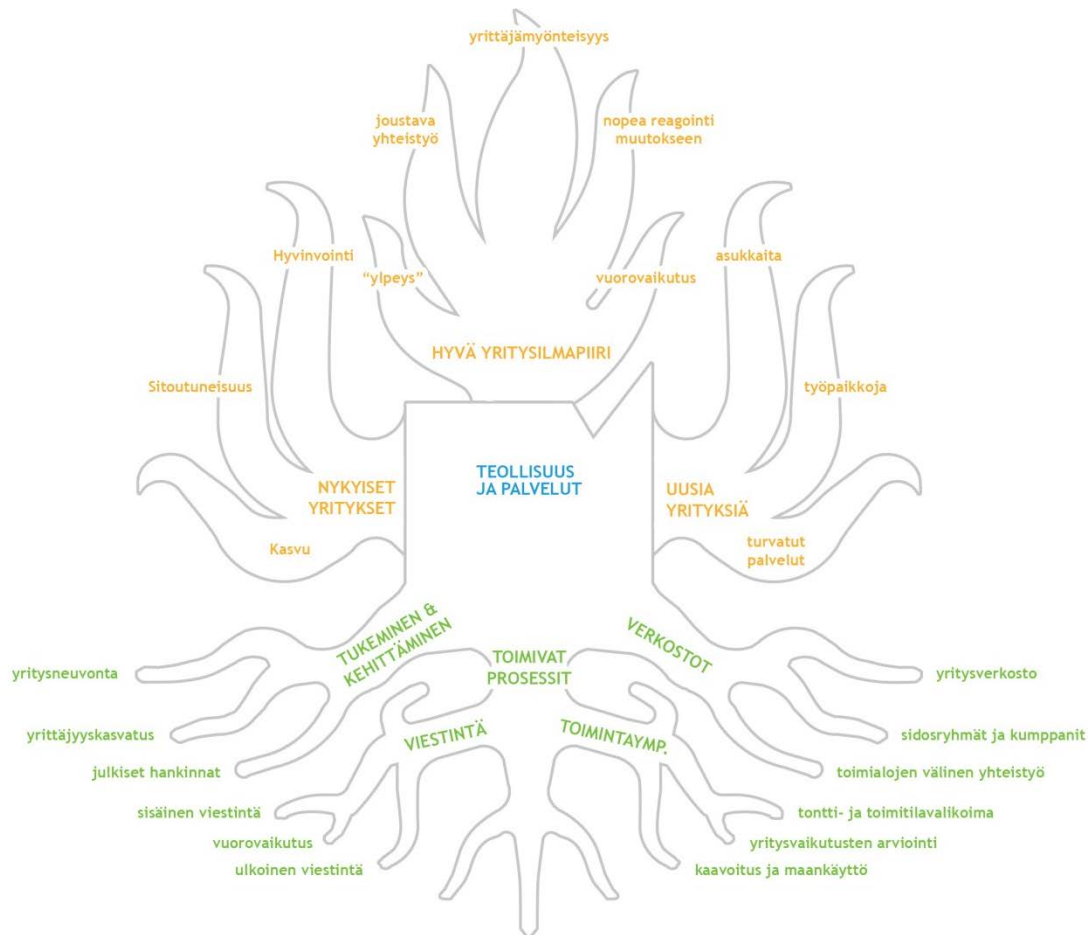 yrittäjämyönteisyys
joustava
yhteistyö
nopea reagointi
muutokseen
Hyvinvointi
"ylpeys"
vuorovaikutus
asukkaita
HYVÄ YRITYSILMAPIIRI
Sitoutuneisuus
työpaikkoja
TEOLLISUUS
JA PALVELUT
NYKYISET
YRITYKSET
UUSIA
YRITYKSIÄ
Kasvu
turvatut
palvelut
TUKEMINEN &
KEHITTÄMINEN
TOIMIVAT
PROSESSIT
VERKOSTOT
yritysneuvonta
yritysverkosto
yrittäjyyskasvatus
VIESTINTÄ
TOIMINTAYMP.
sidosryhmät ja kumppanit
julkiset hankinnat
toimialojen välinen yhteistyö
sisäinen viestintä
tontti- ja toimitilavalikoima
vuorovaikutus
yritysvaikutusten arviointi
ulkoinen viestintä
kaavoitus ja maankäyttö